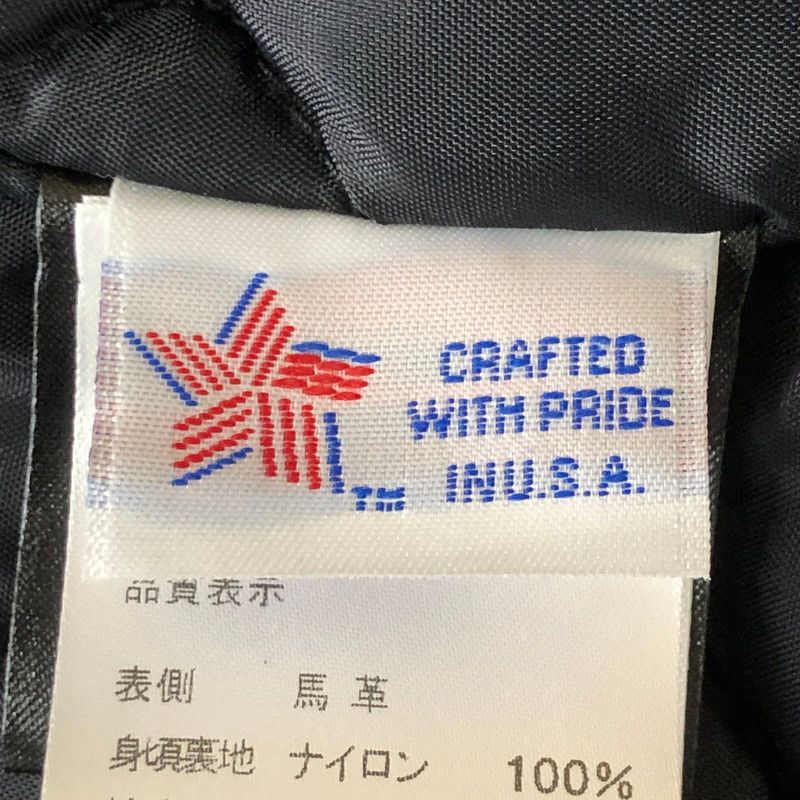 CRAFTED
WITH PRIDE
IN U.S.A.
TM
品質表示
表側 馬革
身頃裏地 ナイロン 100%